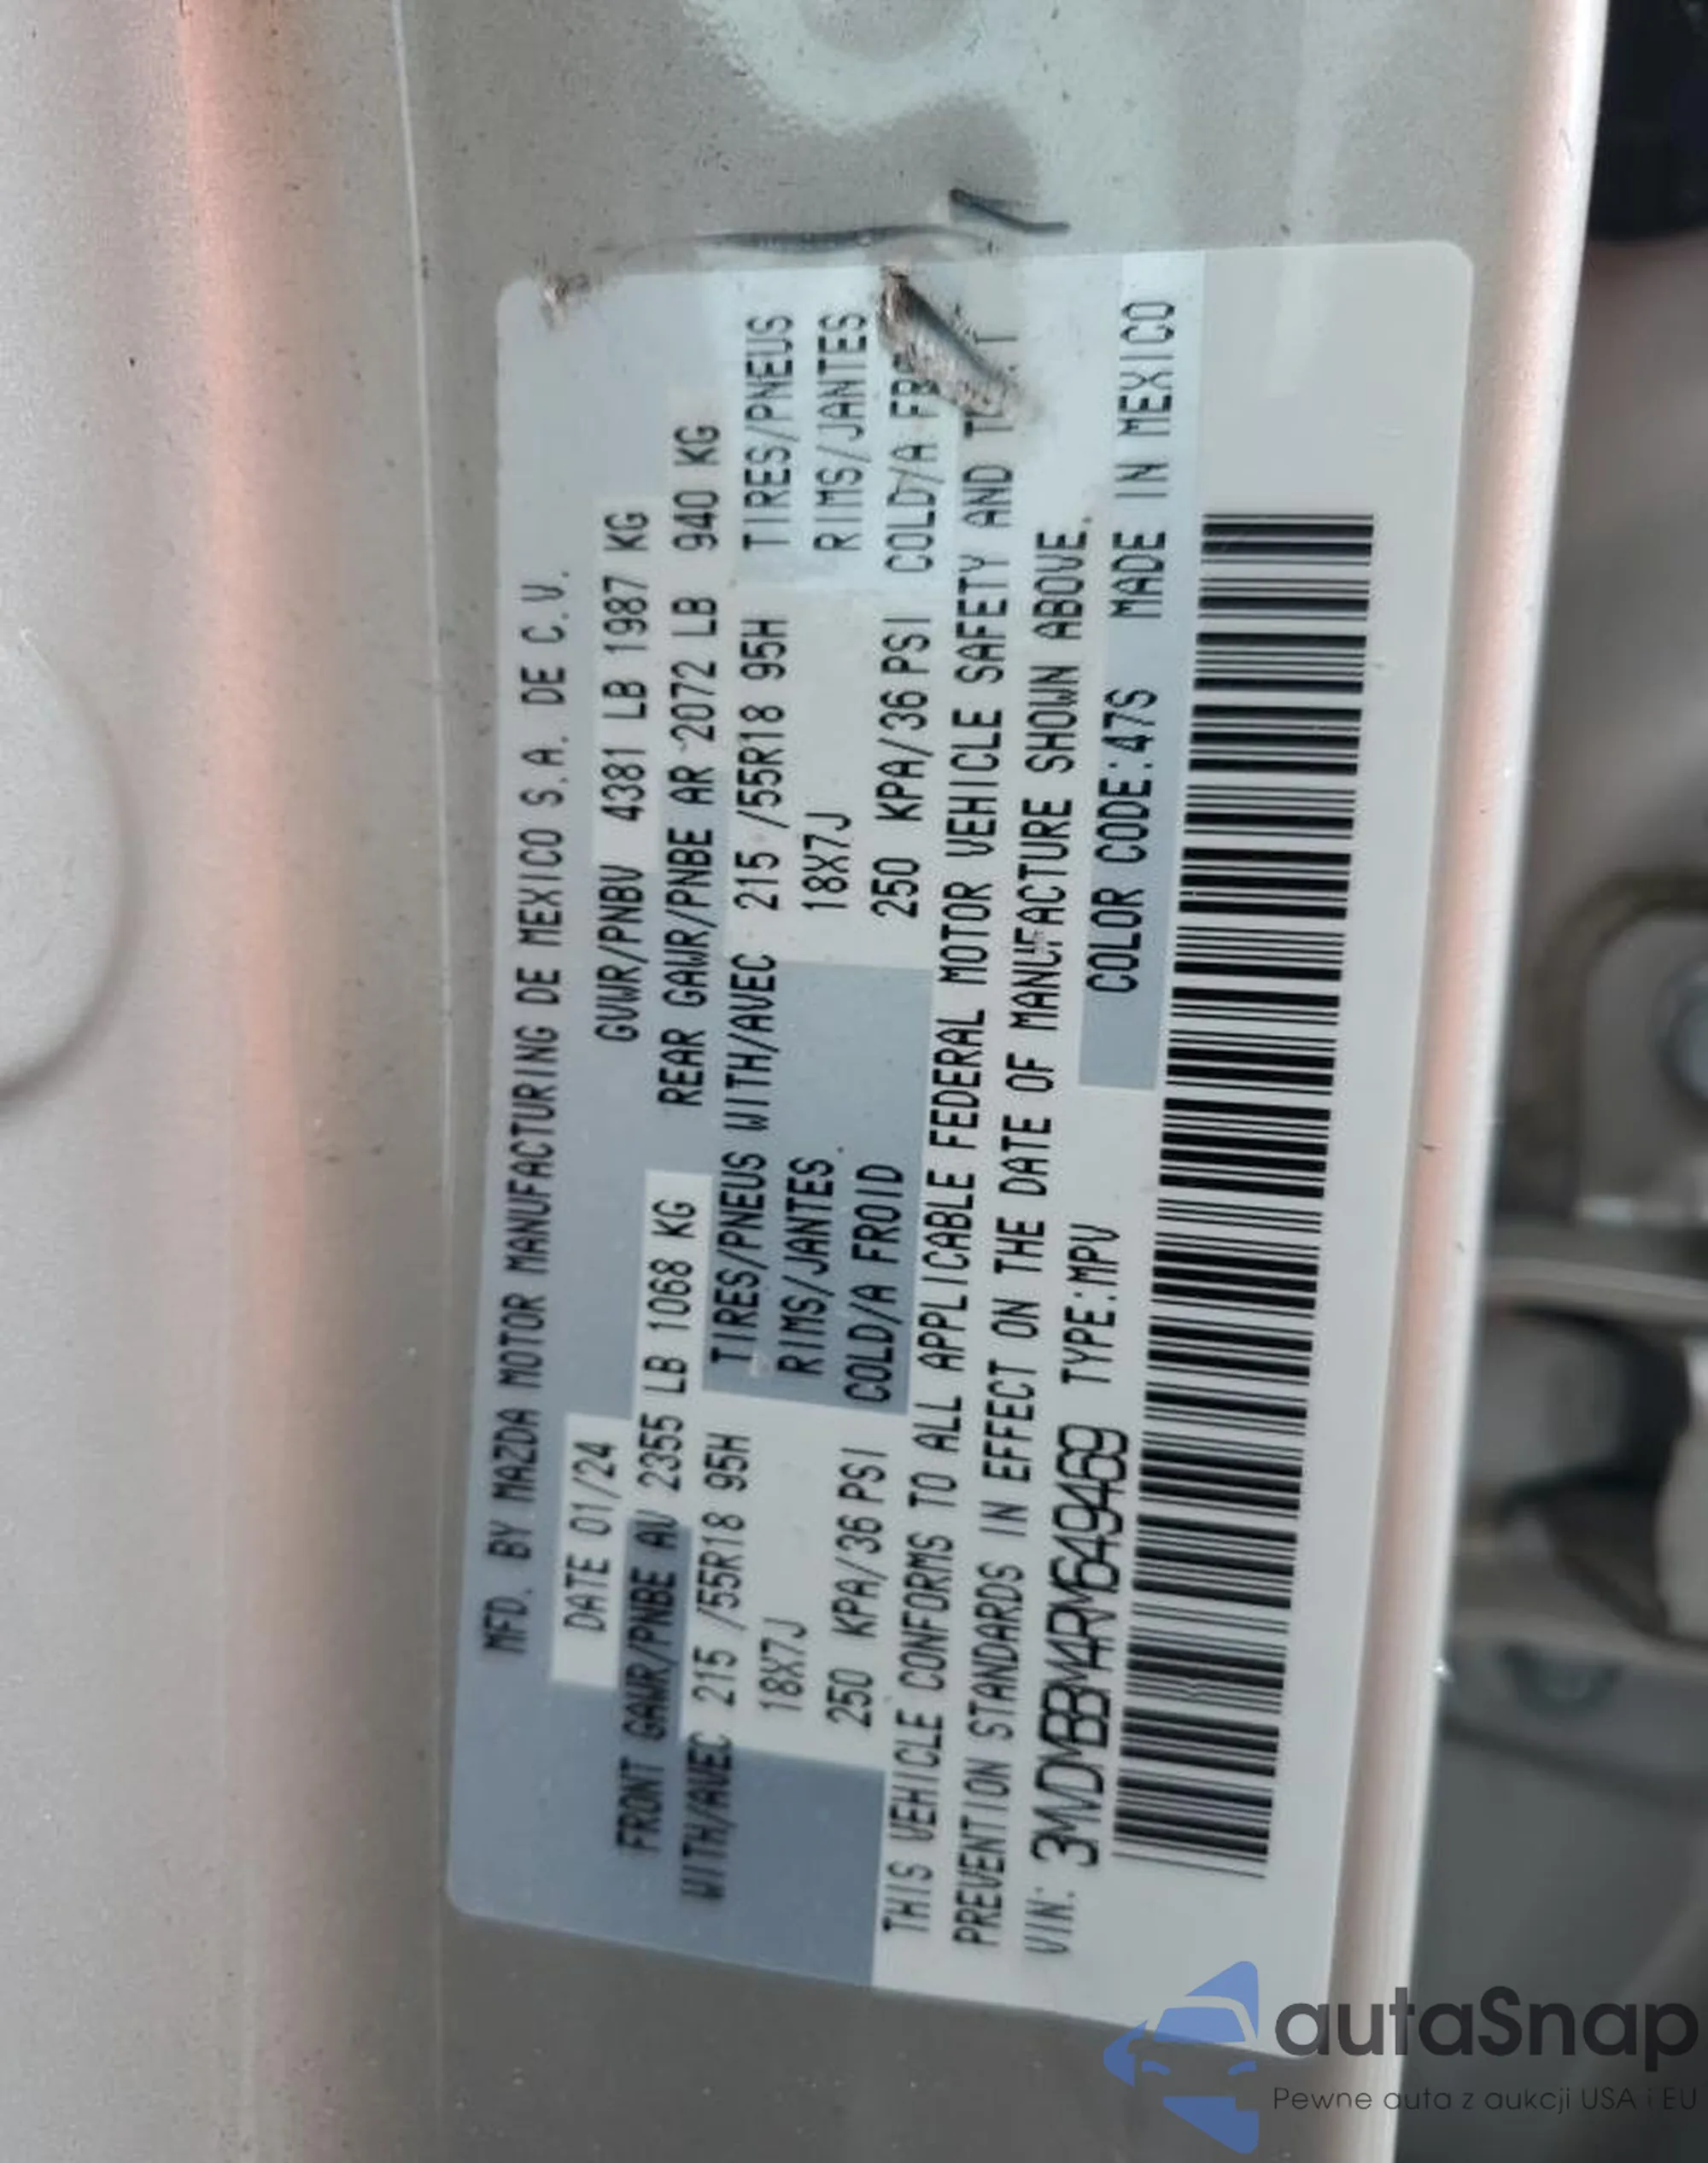 MFD. BY MAZDA MOTOR MANUFACTURING DE MEXICO S.A. DE C.V.
DATE 01/24 GVWR/PNBV 4381 LB 1987 KG
FRONT GAWR/PNBE AV 2355 LB 1068 KG REAR GAWR/PNBE AR 2072 LB 940 KG
WITH/AVEC 215 /55R18 95H TIRES/PNEUS WITH/AVEC 215 /55R18 95H TIRES/PNEUS
18X7J RIMS/JANTES 18X7J RIMS/JANTES
250 KPA/36 PSI COLD/A FROID 250 KPA/36 PSI COLD/A
THIS VEHICLE CONFORMS TO ALL APPLICABLE FEDERAL MOTOR VEHICLE SAFETY AND
PREVENTION STANDARDS IN EFFECT ON THE DATE OF MANUFACTURE SHOWN ABOVE.
VIN: 3MVDMBBM4RM649469 TYPE:MPV COLOR CODE:47S MADE IN MEXICO
autaSnap
Pewne auta z aukcji USA i EU